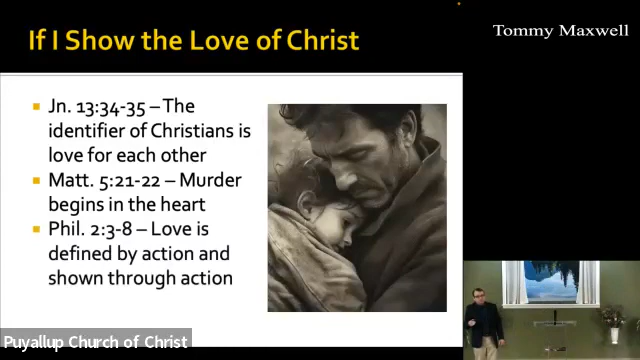 If I Show the Love of Christ
Tommy Maxwell
Jn. 13:34-35 – The
identifier of Christians is
love for each other
Matt. 5:21-22 – Murder
begins in the heart
Phil. 2:3-8 – Love is
defined by action and
shown through action
Puyallup Church of Christ